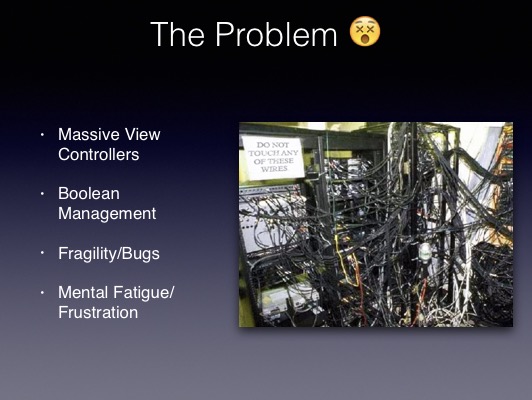 The Problem 😵
• Massive View
Controllers
• Boolean
Management
• Fragility/Bugs
• Mental Fatigue/
Frustration
DO NOT
TOUCH ANY
OF THESE
WIRES